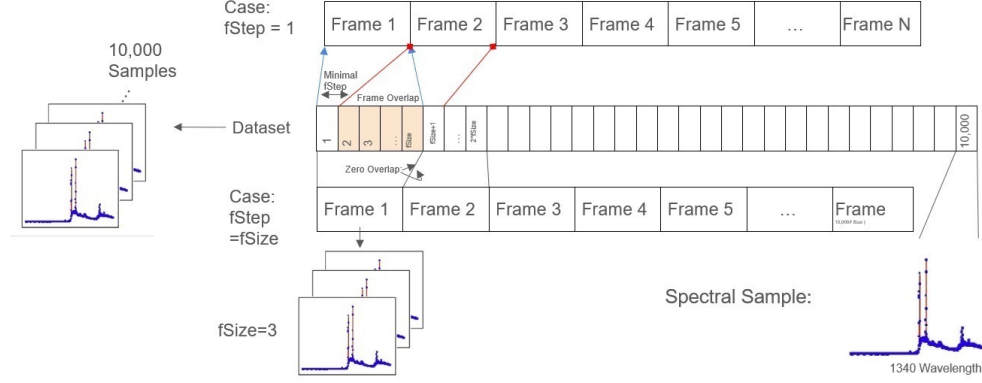 Case:
fStep = 1
Frame 1 Frame 2 Frame 3 Frame 4 Frame 5 ... Frame N
10,000
Samples
Minimal
fStep
Frame Overlap
Dataset
1 2 3 ... fSize fSize+1 ... 2*fSize 10,000
Zero Overlap
Case:
fStep
=fSize
Frame 1 Frame 2 Frame 3 Frame 4 Frame 5 ... Frame
fSize=3
Spectral Sample:
1340 Wavelength